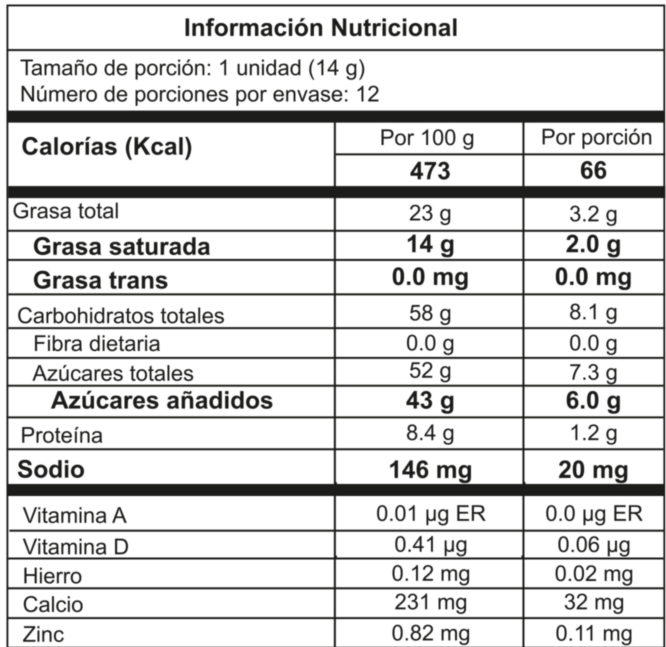 Información Nutricional
Tamaño de porción: 1 unidad (14 g)
Número de porciones por envase: 12
Calorías (Kcal) Por 100 g Por porción
473 66
Grasa total 23 g 3.2 g
Grasa saturada 14 g 2.0 g
Grasa trans 0.0 mg 0.0 mg
Carbohidratos totales 58 g 8.1 g
Fibra dietaria 0.0 g 0.0 g
Azúcares totales 52 g 7.3 g
Azúcares añadidos 43 g 6.0 g
Proteína 8.4 g 1.2 g
Sodio 146 mg 20 mg
Vitamina A 0.01 µg ER 0.0 µg ER
Vitamina D 0.41 µg 0.06 µg
Hierro 0.12 mg 0.02 mg
Calcio 231 mg 32 mg
Zinc 0.82 mg 0.11 mg